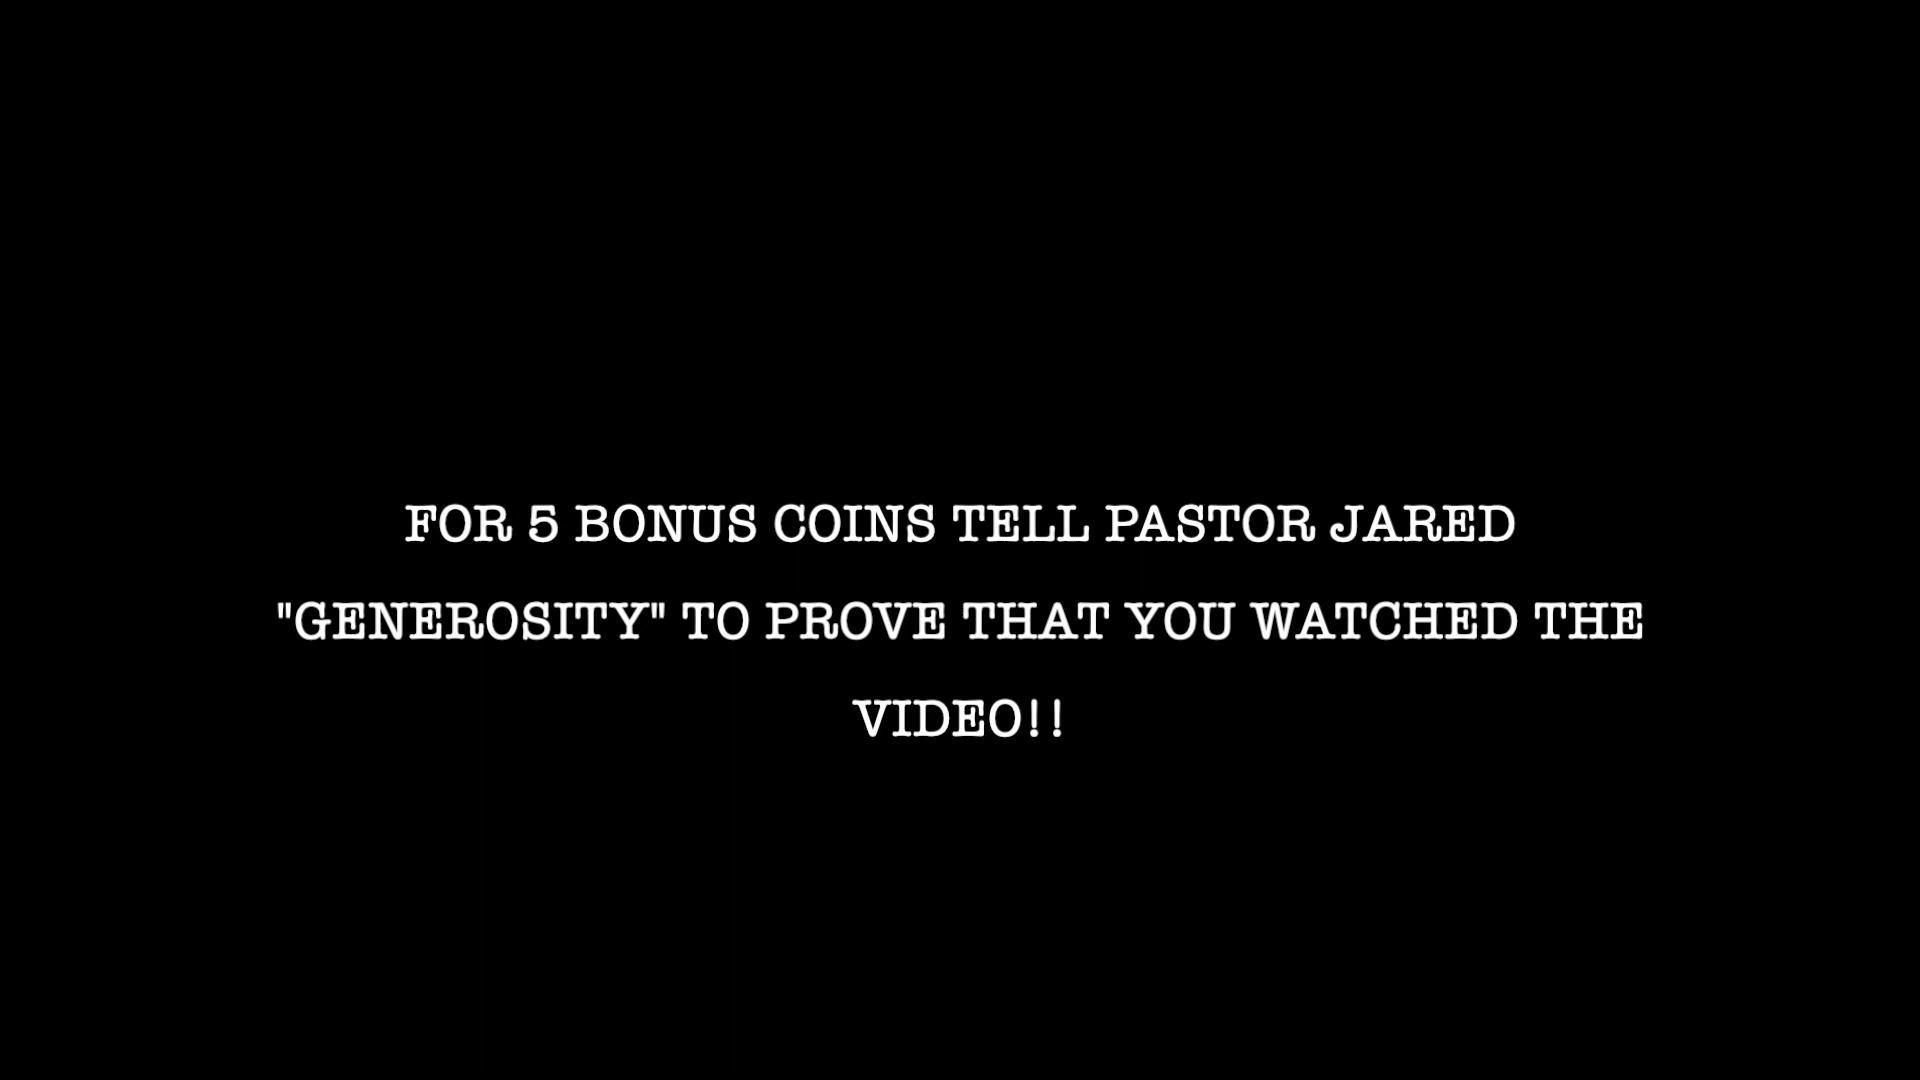 FOR 5 BONUS COINS TELL PASTOR JARED
"GENEROSITY" TO PROVE THAT YOU WATCHED THE
VIDEO!!